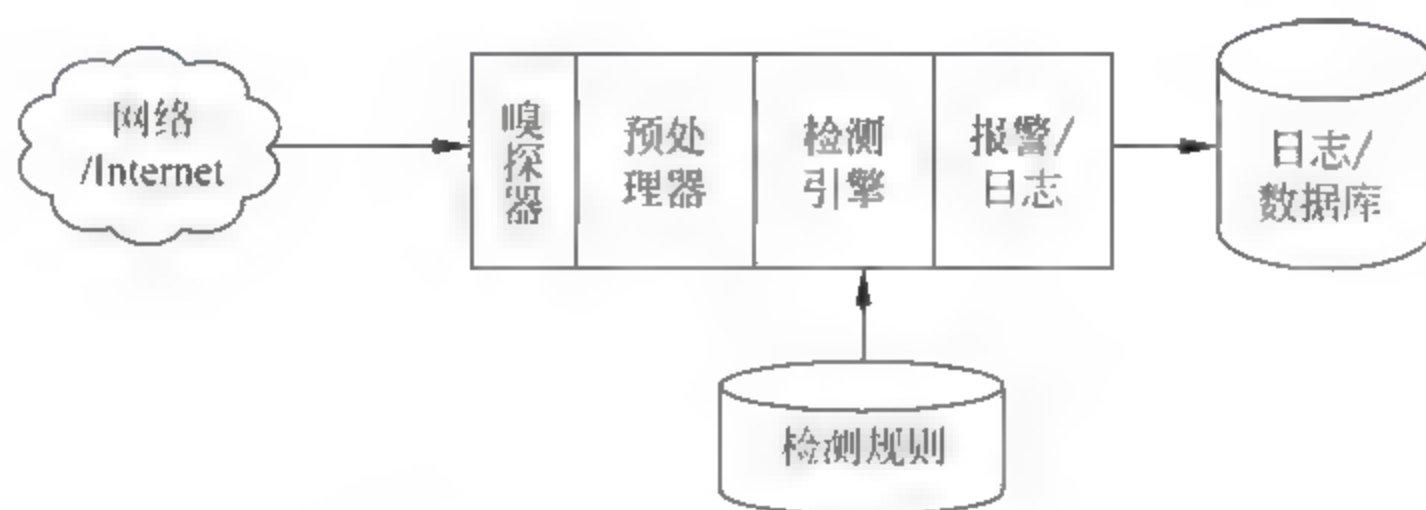 网络
/Internet
嗅
探
器
预处
理器
检测
引擎
报警/
日志
日志/
数据库
检测规则